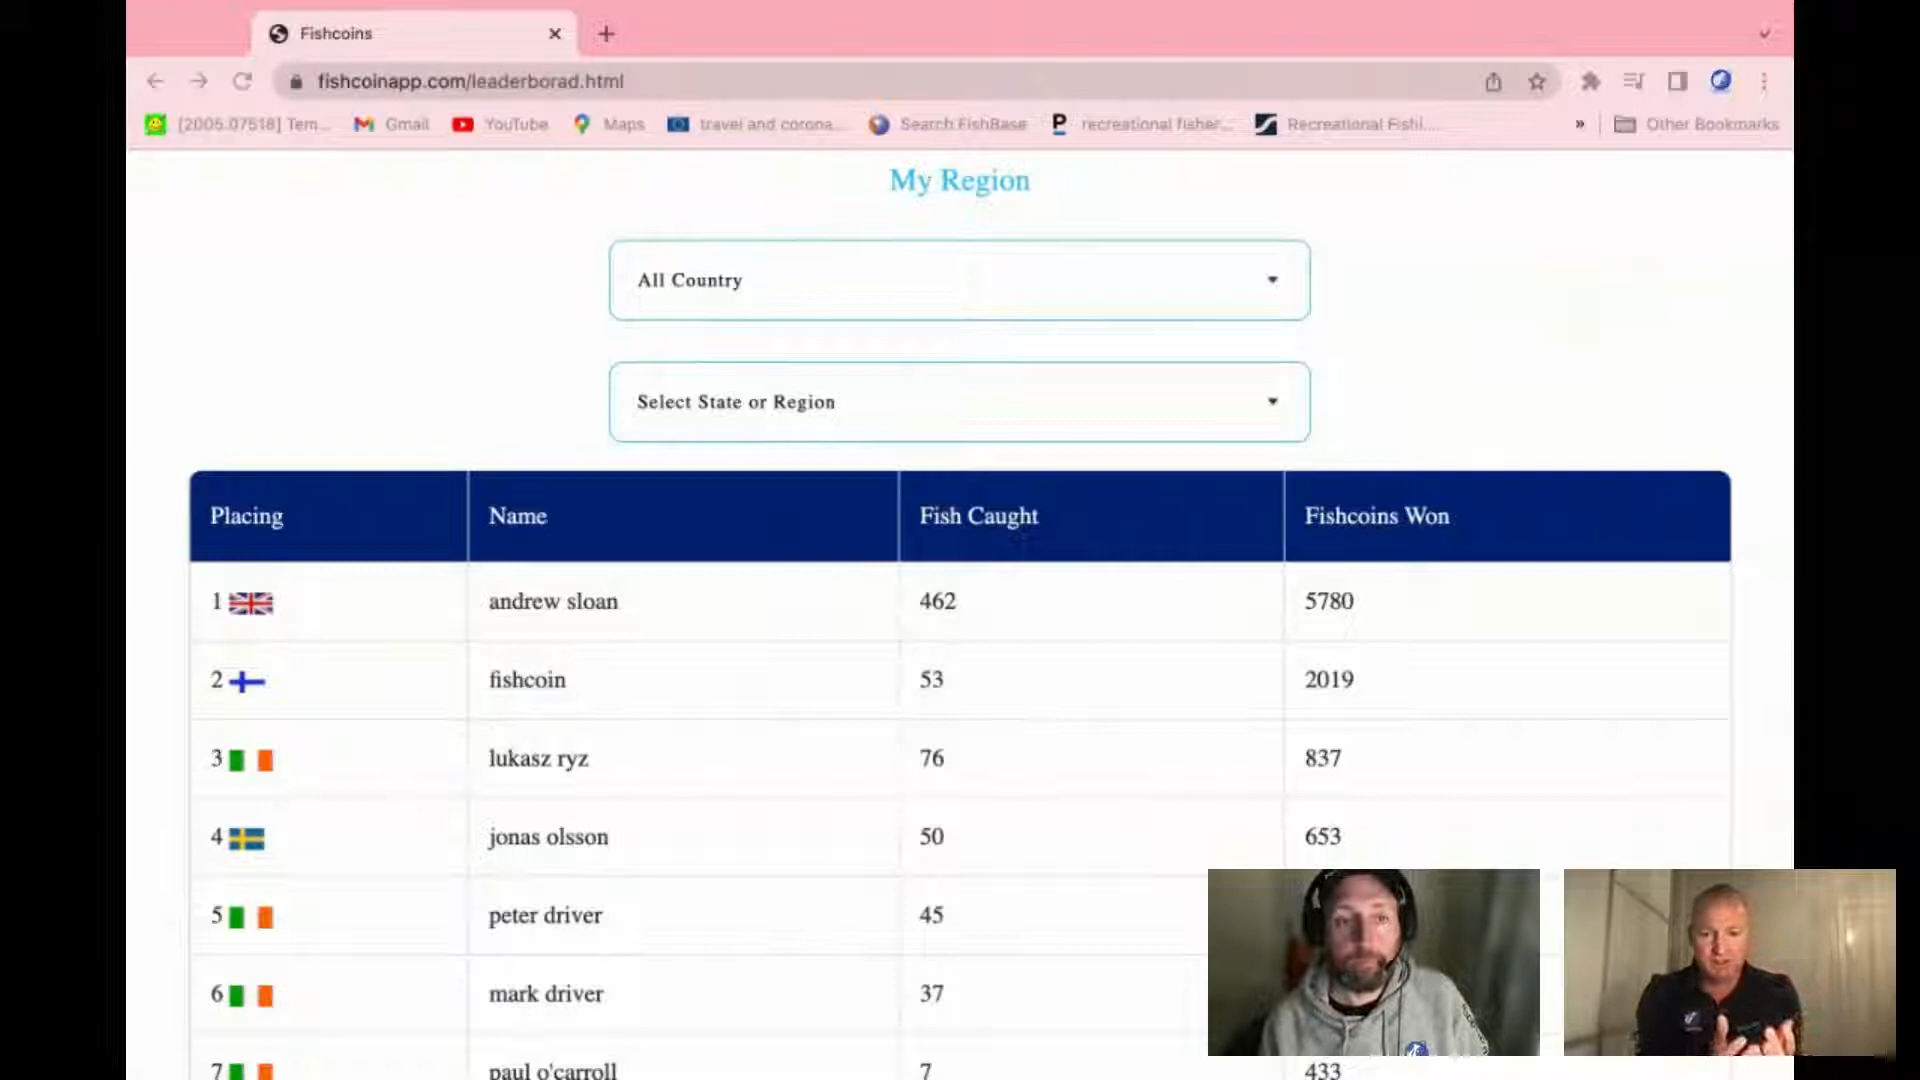 Fishcoins
fishcoinapp.com/leaderborad.html
[2005.07518] Tem... Gmail YouTube Maps travel and corona... Search FishBase recreational fisher... Recreational Fishi.... » Other Bookmarks
My Region
All Country
Select State or Region
Placing Name Fish Caught Fishcoins Won
1 andrew sloan 462 5780
2 fishcoin 53 2019
3 lukasz ryz 76 837
4 jonas olsson 50 653
5 peter driver 45
6 mark driver 37
7 paul o'carroll 7 433